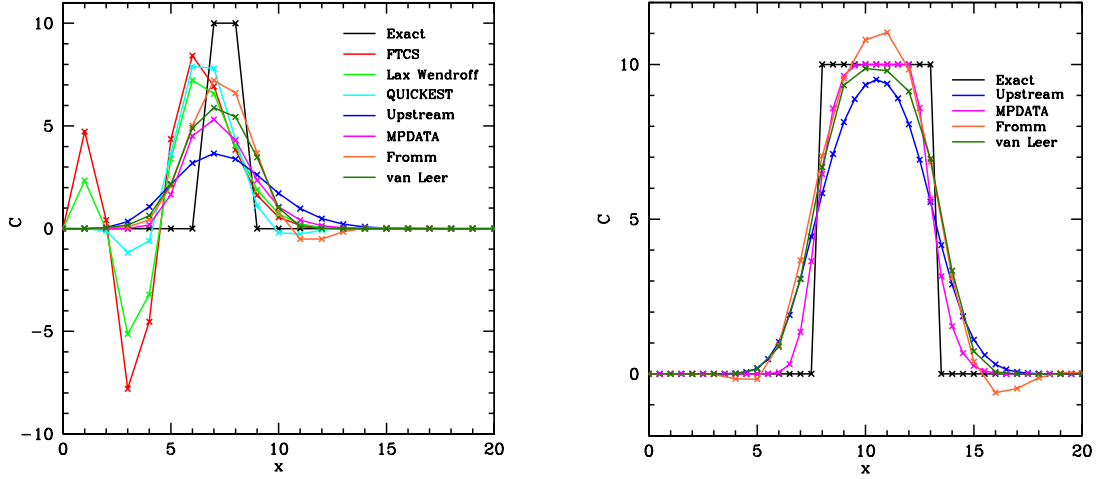 10
5
0
−5
−10
C
0
5
10
15
20
x
Exact
FTCS
Lax Wendroff
QUICKEST
Upstream
MPDATA
Fromm
van Leer
10
5
0
C
0
5
10
15
20
x
Exact
Upstream
MPDATA
Fromm
van Leer